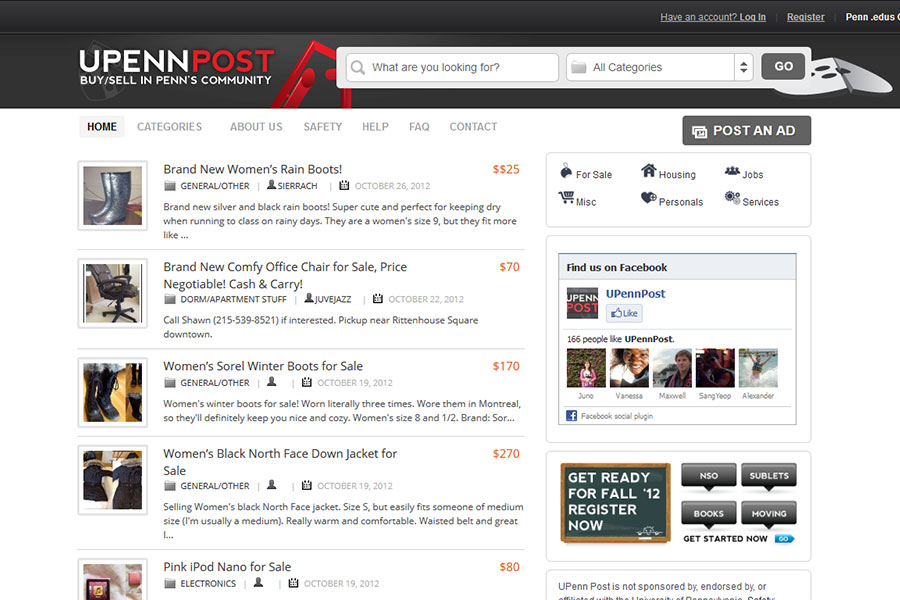 Have an account? Log In | Register | Penn .edus
UPENNPOST
BUY/SELL IN PENN'S COMMUNITY
What are you looking for?
All Categories
GO
HOME CATEGORIES ABOUT US SAFETY HELP FAQ CONTACT
POST AN AD
Brand New Women's Rain Boots! $$25
GENERAL/OTHER | SIERRACH | OCTOBER 26, 2012
Brand new silver and black rain boots! Super cute and perfect for keeping dry
when running to class on rainy days. They are a women's size 9, but they fit more
like ...
Brand New Comfy Office Chair for Sale, Price $70
Negotiable! Cash & Carry!
DORM/APARTMENT STUFF | JUVEJAZZ | OCTOBER 22, 2012
Call Shawn (215-539-8521) if interested. Pickup near Rittenhouse Square
downtown.
Women's Sorel Winter Boots for Sale $170
GENERAL/OTHER | | OCTOBER 19, 2012
Women's winter boots for sale! Worn literally three times. Wore them in Montreal,
so they'll definitely keep you nice and cozy. Women's size 8 and 1/2. Brand: Sor...
Women's Black North Face Down Jacket for $270
Sale
GENERAL/OTHER | | OCTOBER 19, 2012
Selling Women's black North Face jacket. Size S, but easily fits someone of medium
size (I'm usually a medium). Really warm and comfortable. Waisted belt and great
l...
Pink iPod Nano for Sale $80
ELECTRONICS | | OCTOBER 19, 2012
For Sale Housing Jobs
Misc Personals Services
Find us on Facebook
UPENN
POST
UPennPost
Like
166 people like UPennPost.
Juno Vanessa Maxwell SangYeop Alexander
Facebook social plugin
GET READY
FOR FALL '12
REGISTER
NOW
NSO SUBLETS
BOOKS MOVING
GET STARTED NOW GO
UPenn Post is not sponsored by, endorsed by, or
affiliated with the University of Pennsylvania. Safety